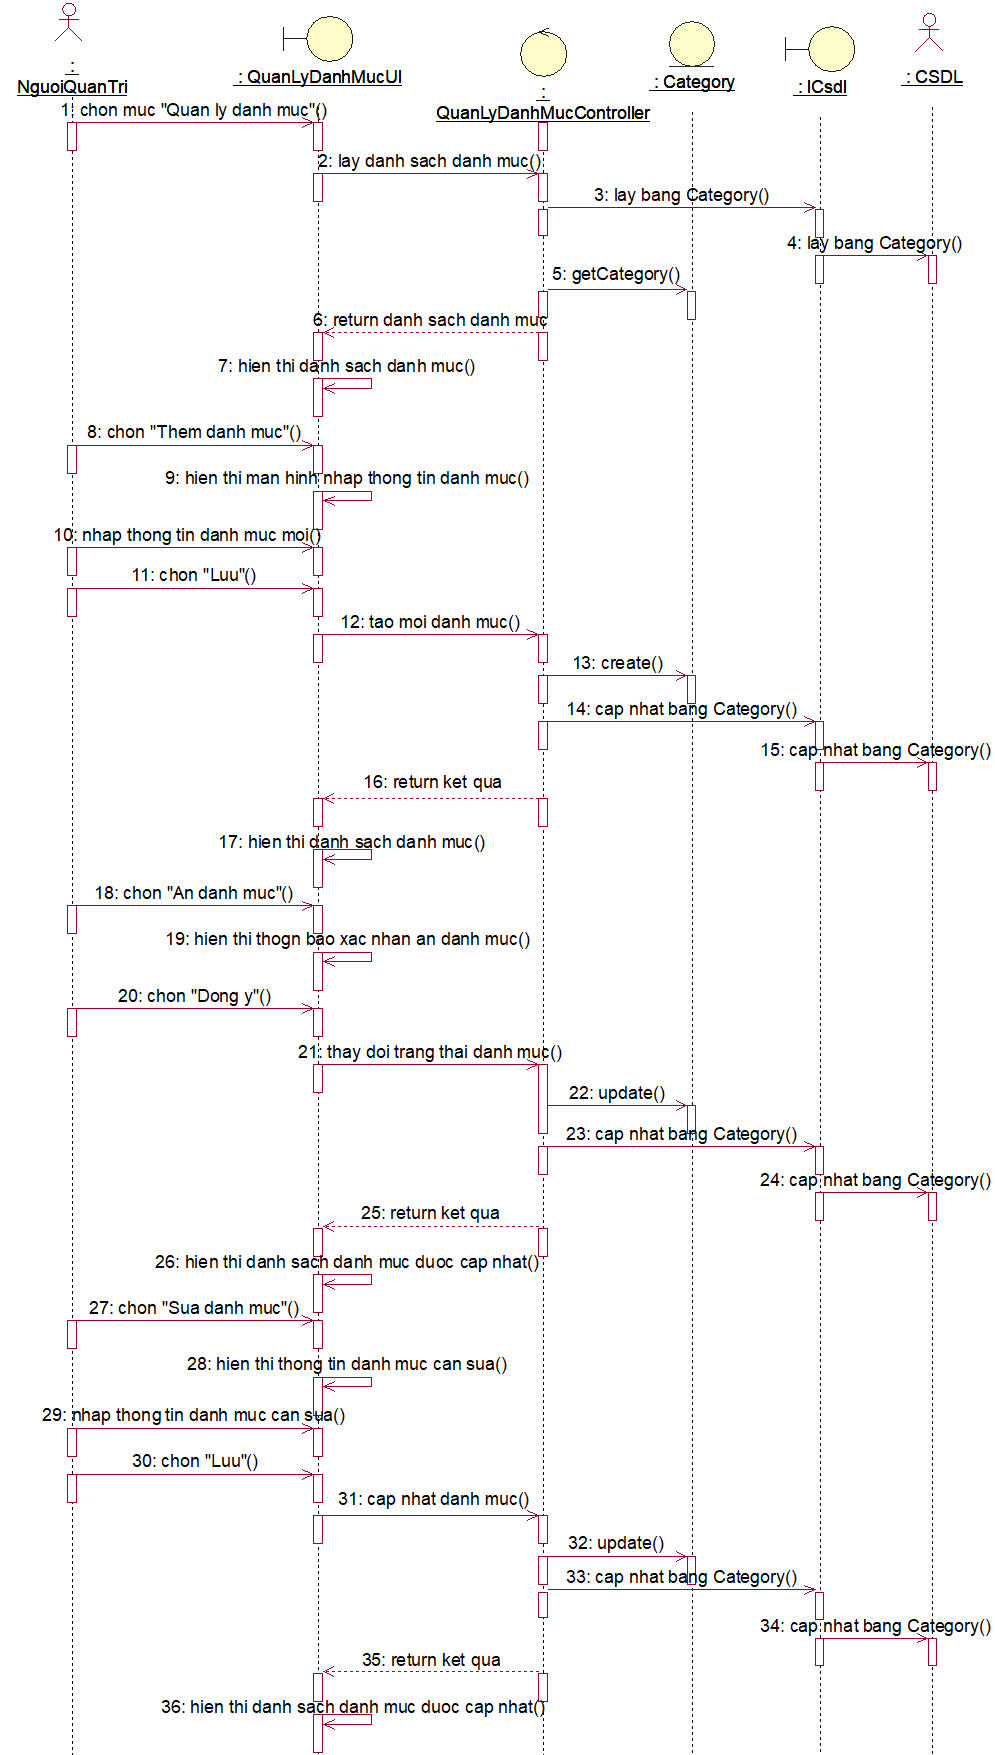 :
NguoiQuanTri
: QuanLyDanhMucUI
:
QuanLyDanhMucController
: Category
: ICsdl
: CSDL
1: chon muc "Quan ly danh muc"()
2: lay danh sach danh muc()
3: lay bang Category()
4: lay bang Category()
5: getCategory()
6: return danh sach danh muc
7: hien thi danh sach danh muc()
8: chon "Them danh muc"()
9: hien thi man hinh nhap thong tin danh muc()
10: nhap thong tin danh muc moi()
11: chon "Luu"()
12: tao moi danh muc()
13: create()
14: cap nhat bang Category()
15: cap nhat bang Category()
16: return ket qua
17: hien thi danh sach danh muc()
18: chon "An danh muc"()
19: hien thi thogn bao xac nhan an danh muc()
20: chon "Dong y"()
21: thay doi trang thai danh muc()
22: update()
23: cap nhat bang Category()
24: cap nhat bang Category()
25: return ket qua
26: hien thi danh sach danh muc duoc cap nhat()
27: chon "Sua danh muc"()
28: hien thi thong tin danh muc can sua()
29: nhap thong tin danh muc can sua()
30: chon "Luu"()
31: cap nhat danh muc()
32: update()
33: cap nhat bang Category()
34: cap nhat bang Category()
35: return ket qua
36: hien thi danh sach danh muc duoc cap nhat()